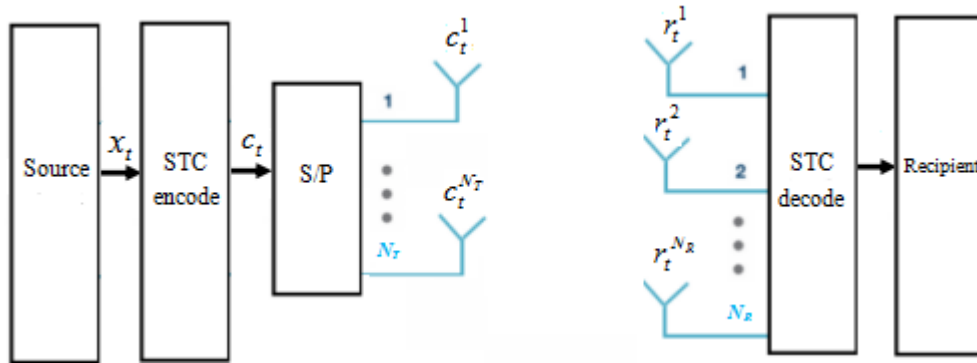 Source
x_t
STC
encode
c_t
S/P
1
N_T
c_t^1
c_t^{N_T}
r_t^1
r_t^2
r_t^{N_R}
1
2
N_R
STC
decode
Recipient